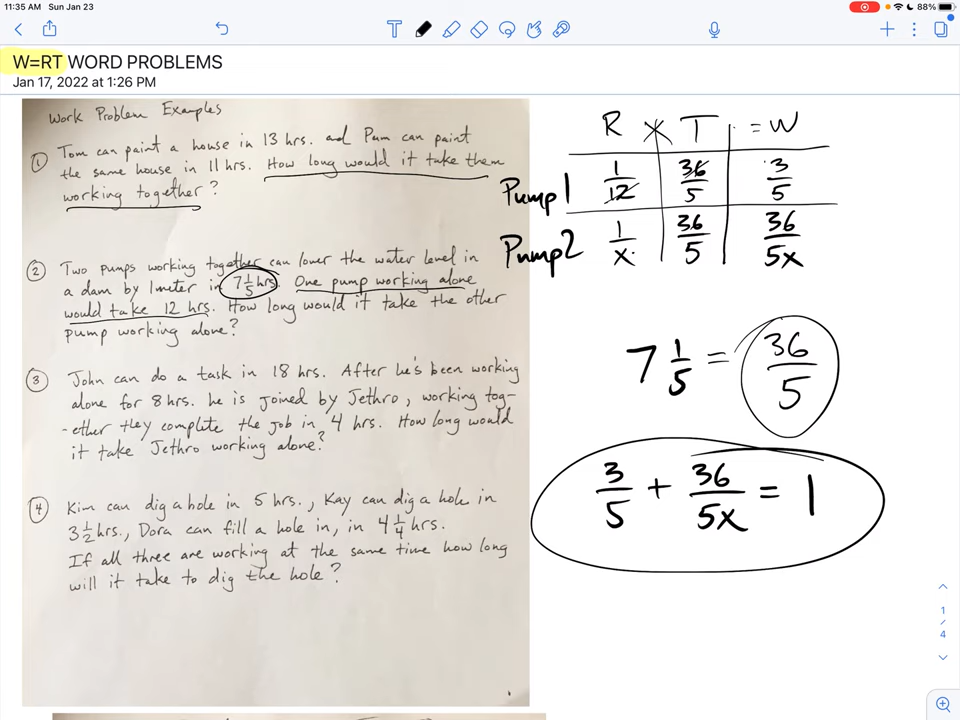 11:35 AM Sun Jan 23
88%
W=RT WORD PROBLEMS
Jan 17, 2022 at 1:26 PM
Work Problem Examples
① Tom can paint a house in 13 hrs. and Pam can paint
the same house in 11 hrs. How long would it take them
working together?
② Two pumps working together can lower the water level in
a dam by 1 meter in 7 1/5 hrs. One pump working alone
would take 12 hrs. How long would it take the other
pump working alone?
③ John can do a task in 18 hrs. After he's been working
alone for 8 hrs. he is joined by Jethro, working tog-
-ether they complete the job in 4 hrs. How long would
it take Jethro working alone?
④ Kim can dig a hole in 5 hrs., Kay can dig a hole in
3 1/2 hrs., Dora can fill a hole in, in 4 1/4 hrs.
If all three are working at the same time how long
will it take to dig the hole?
R × T = W
Pump 1 1/12 36/5 3/5
Pump 2 1/x 36/5 36/5x
7 1/5 = 36/5
3/5 + 36/5x = 1
1
/
4